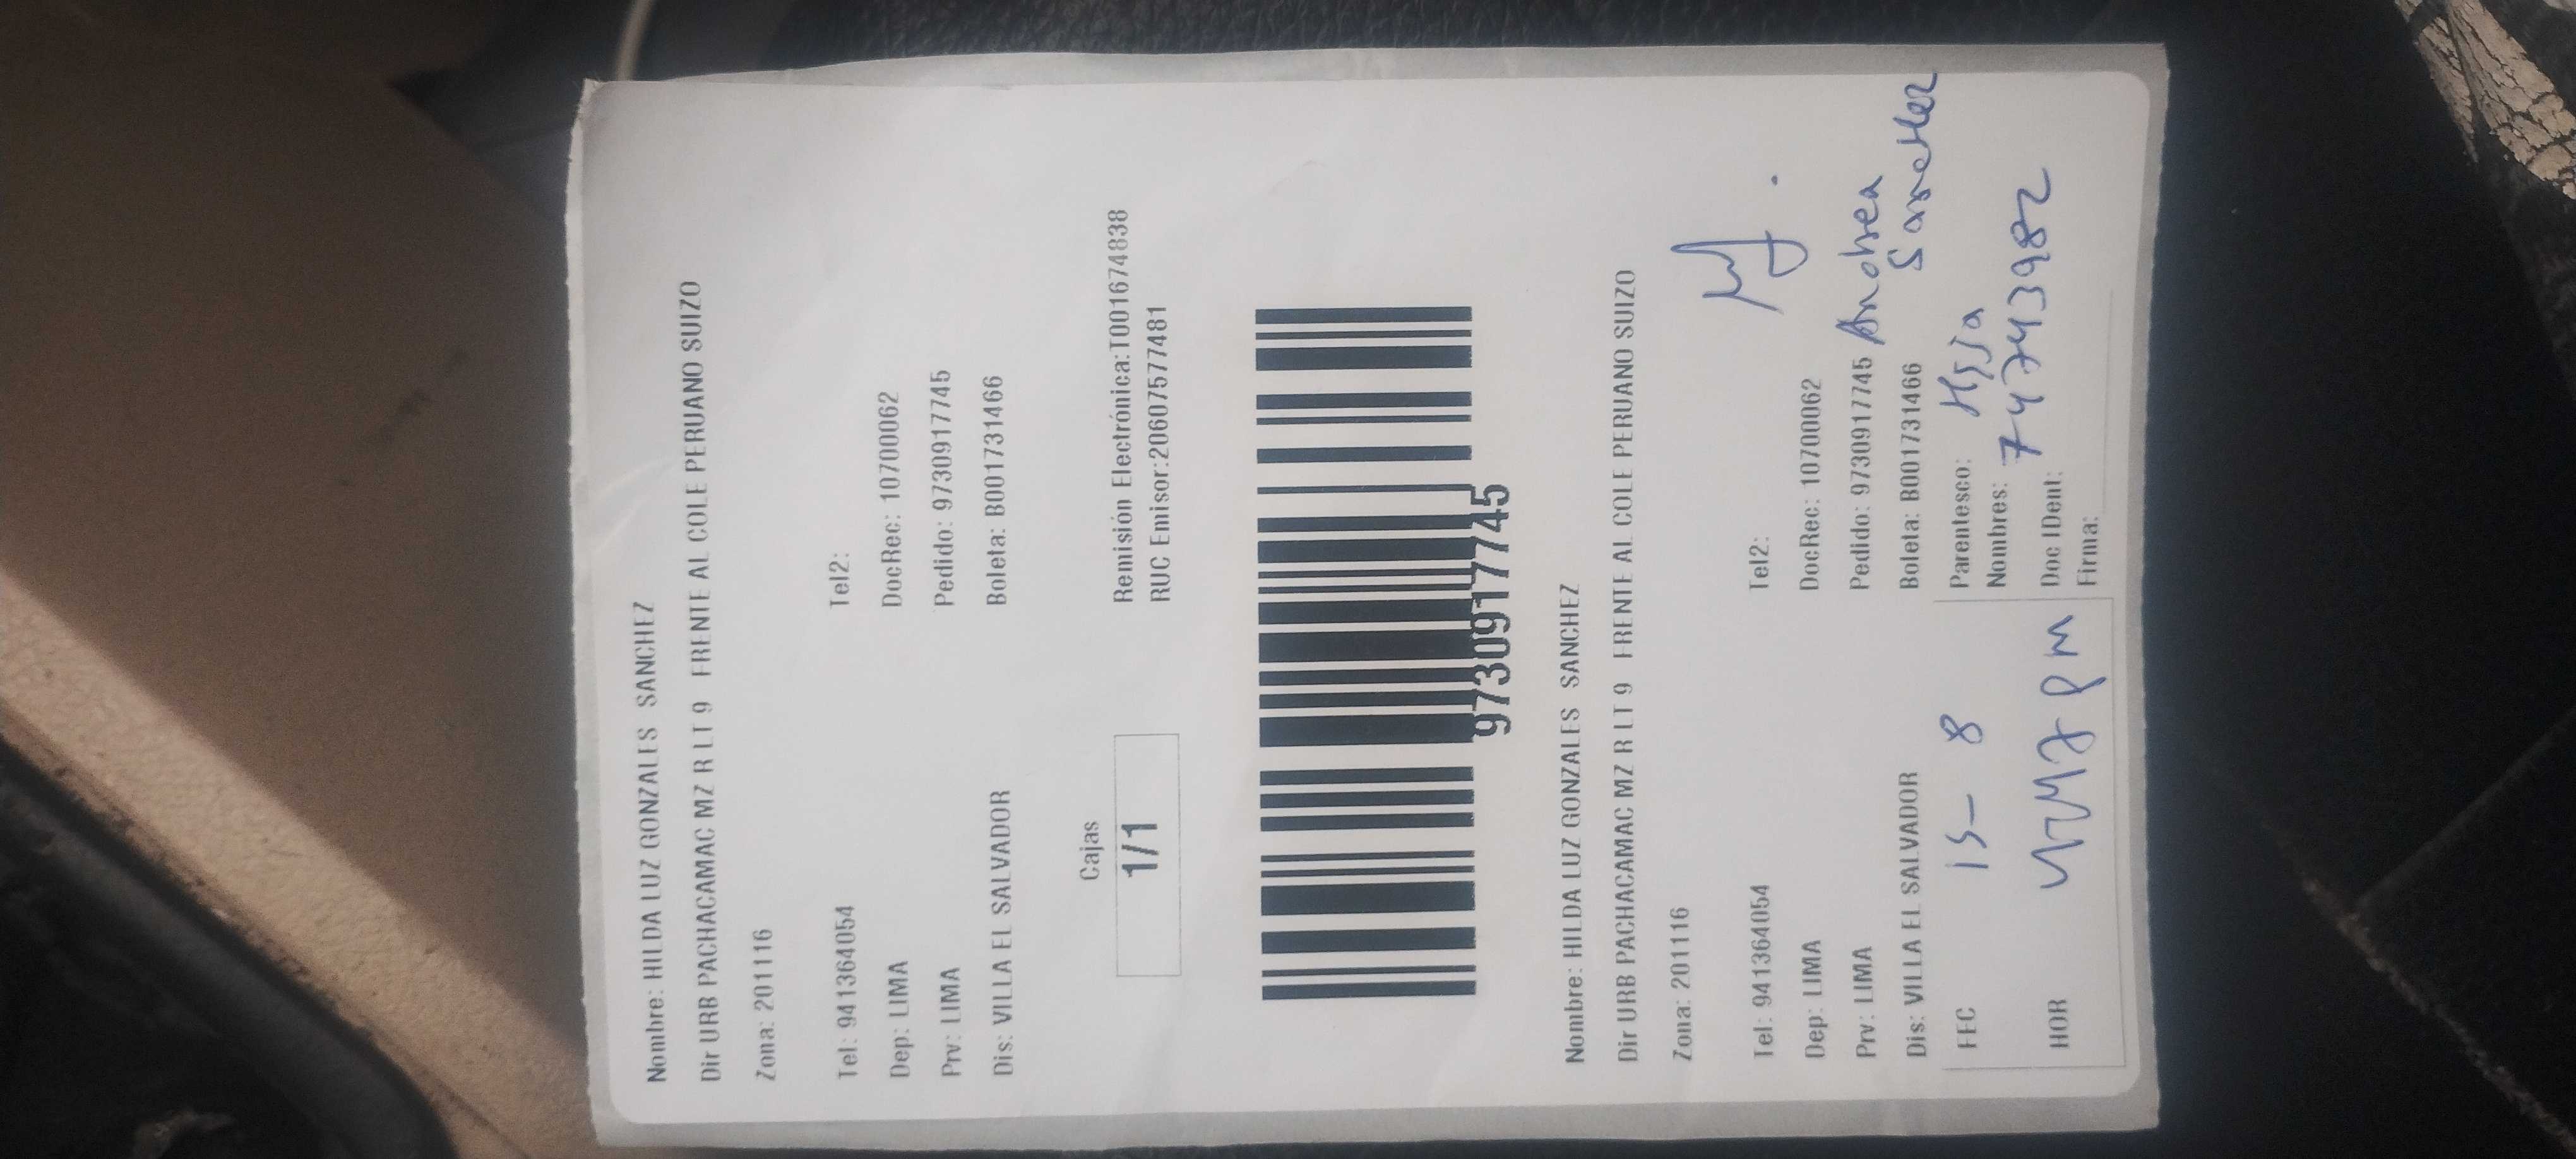 Nombre: HILDA LUZ GONZALES SANCHEZ
Dir URB PACHACAMAC MZ R LT 9 FRENTE AL COLE PERUANO SUIZO
Zona: 201116
Tel: 941364054 Tel2:
Dep: LIMA DocRec: 10700062
Prv: LIMA Pedido: 9730917745
Dis: VILLA EL SALVADOR Boleta: B001731466
Cajas
1/1
Remisión Electrónica:T001674838
RUC Emisor:20607577481
97309177745
Nombre: HILDA LUZ GONZALES SANCHEZ
Dir URB PACHACAMAC MZ R LT 9 FRENTE AL COLE PERUANO SUIZO
Zona: 201116
Tel: 941364054 Tel2:
Dep: LIMA DocRec: 10700062
Prv: LIMA Pedido: 97309177745 Andrea
Dis: VILLA EL SALVADOR Boleta: B001731466 Sanchez
FEC 15-8 Parentesco: Hija
Nombres: 74743982
HOR pm Doc IDent:
Firma: